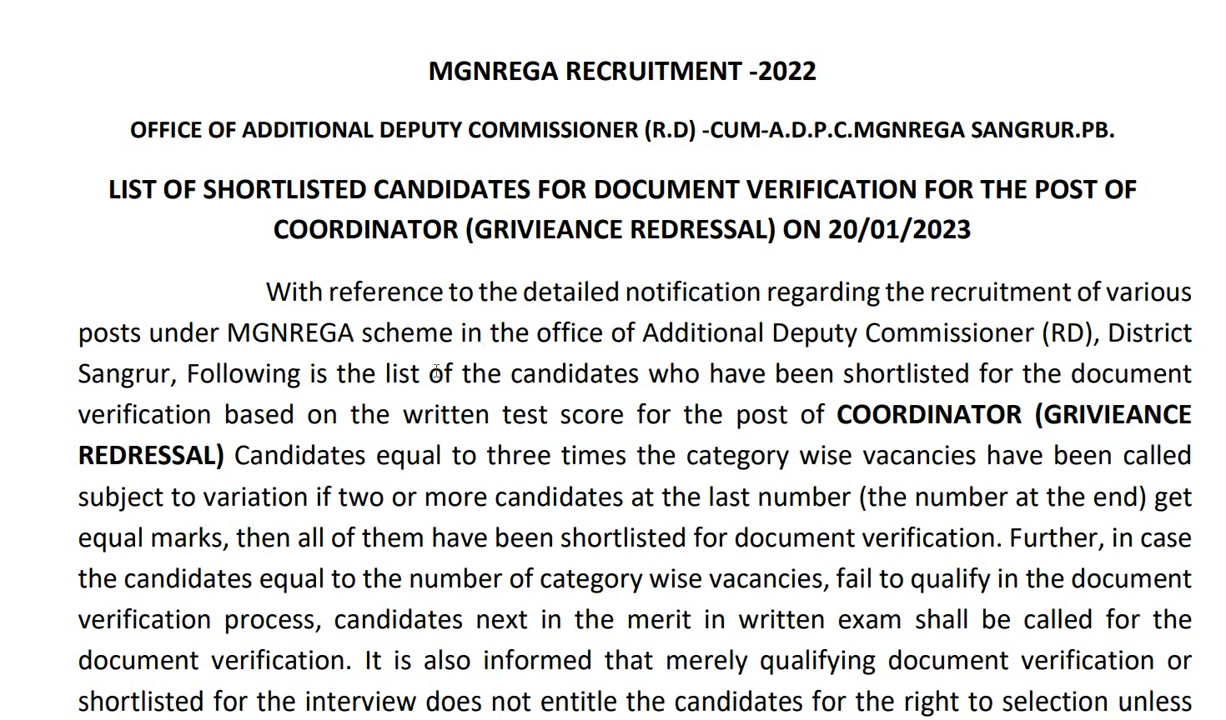 MGNREGA RECRUITMENT -2022
OFFICE OF ADDITIONAL DEPUTY COMMISSIONER (R.D) -CUM-A.D.P.C.MGNREGA SANGRUR.PB.
LIST OF SHORTLISTED CANDIDATES FOR DOCUMENT VERIFICATION FOR THE POST OF
COORDINATOR (GRIVIEANCE REDRESSAL) ON 20/01/2023
With reference to the detailed notification regarding the recruitment of various
posts under MGNREGA scheme in the office of Additional Deputy Commissioner (RD), District
Sangrur, Following is the list of the candidates who have been shortlisted for the document
verification based on the written test score for the post of COORDINATOR (GRIVIEANCE
REDRESSAL) Candidates equal to three times the category wise vacancies have been called
subject to variation if two or more candidates at the last number (the number at the end) get
equal marks, then all of them have been shortlisted for document verification. Further, in case
the candidates equal to the number of category wise vacancies, fail to qualify in the document
verification process, candidates next in the merit in written exam shall be called for the
document verification. It is also informed that merely qualifying document verification or
shortlisted for the interview does not entitle the candidates for the right to selection unless